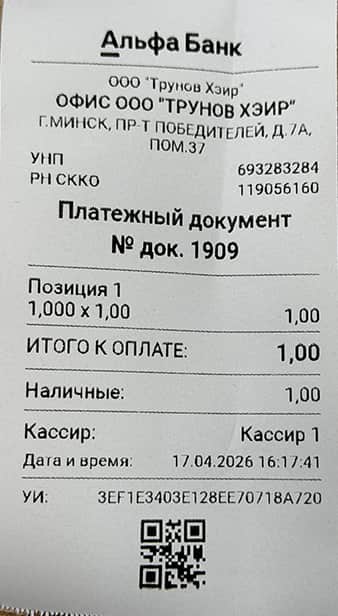 Альфа Банк
ООО "Трунов Хэир"
ОФИС ООО "ТРУНОВ ХЭИР"
Г.МИНСК, ПР-Т ПОБЕДИТЕЛЕЙ, Д.7А,
ПОМ.37
УНП 693283284
РН СККО 119056160
Платежный документ
№ док. 1909
Позиция 1
1,000 x 1,00 1,00
ИТОГО К ОПЛАТЕ: 1,00
Наличные: 1,00
Кассир: Кассир 1
Дата и время: 17.04.2026 16:17:41
УИ: 3EF1E3403E128EE70718A720